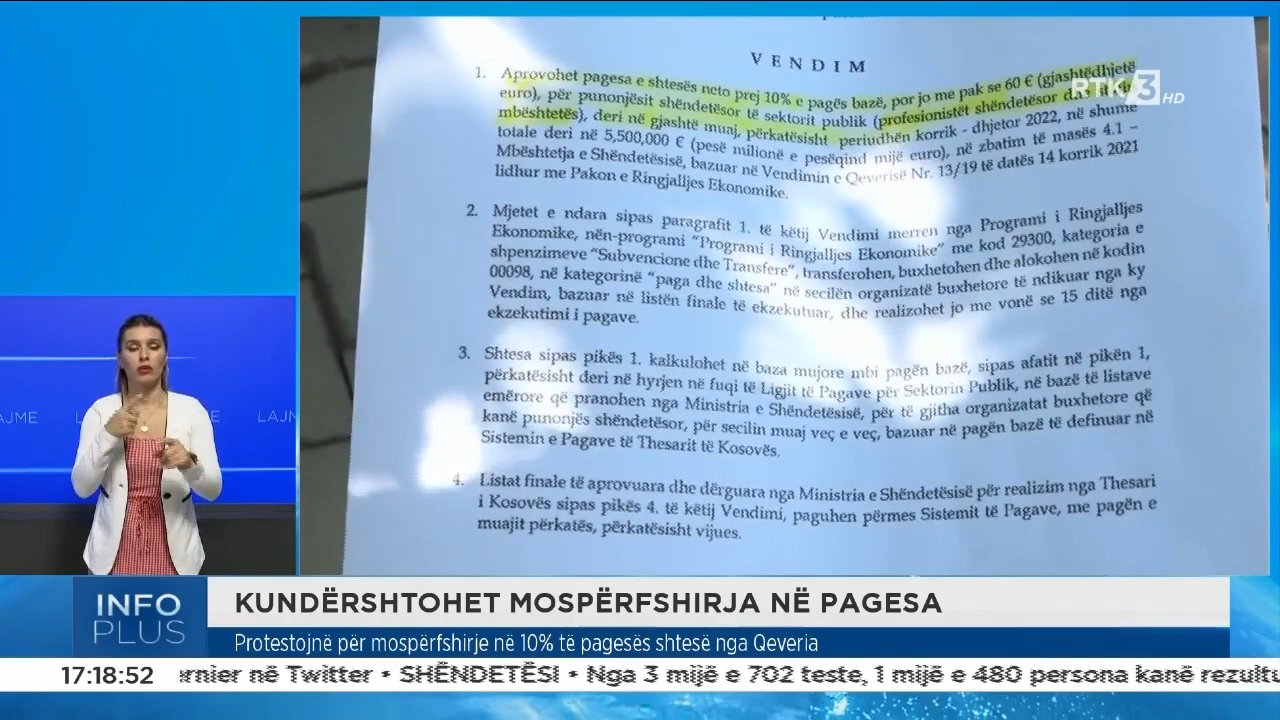 VENDIM
RTK 3 HD
1. Aprovohet pagesa e shtesës neto prej 10% e pagës bazë, por jo me pak se 60 € (gjashtëdhjetë
euro), për punonjësit shëndetësor të sektorit publik (profesionistët shëndetësor
mbështetës), deri në gjashtë muaj, përkatësisht periudhën korrik - dhjetor 2022, në shumë
totale deri në 5,500,000 € (pesë milionë e pesëqind mijë euro), në zbatim të masës 4.1 –
Mbështetja e Shëndetësisë, bazuar në Vendimin e Qeverisë Nr. 13/19 të datës 14 korrik 2021
lidhur me Pakon e Ringjalljes Ekonomike.
2. Mjetet e ndara sipas paragrafit 1. të këtij Vendimi merren nga Programi i Ringjalljes
Ekonomike, nën-programi “Programi i Ringjalljes Ekonomike” me kod 29300, kategoria e
shpenzimeve “Subvencione dhe Transfere”, transferohen, buxhetohen dhe alokohen në kodin
00098, në kategorinë “paga dhe shtesa” në secilën organizatë buxhetore të ndikuar nga ky
Vendim, bazuar në listën finale të ekzekutuar, dhe realizohet jo me vonë se 15 ditë nga
ekzekutimi i pagave.
3. Shtesa sipas pikës 1. kalkulohet në baza mujore mbi pagën bazë, sipas afatit në pikën 1,
përkatësisht deri në hyrjen në fuqi të Ligjit të Pagave për Sektorin Publik, në bazë të listave
emërore që pranohen nga Ministria e Shëndetësisë, për të gjitha organizatat buxhetore që
kanë punonjës shëndetësor, për secilin muaj veç e veç, bazuar në pagën bazë të definuar në
Sistemin e Pagave të Thesarit të Kosovës.
4. Listat finale të aprovuara dhe dërguara nga Ministria e Shëndetësisë për realizim nga Thesari
i Kosovës sipas pikës 4. të këtij Vendimi, paguhen përmes Sistemit të Pagave, me pagën e
muajit përkatës, përkatësisht vijues.
AJME
LAJM
INFO
PLUS
KUNDËRSHTOHET MOSPËRFSHIRJA NË PAGESA
Protestojnë për mospërfshirje në 10% të pagesës shtesë nga Qeveria
17:18:52 rnier në Twitter • SHËNDETËSI • Nga 3 mijë e 702 teste, 1 mijë e 480 persona kanë rezultu